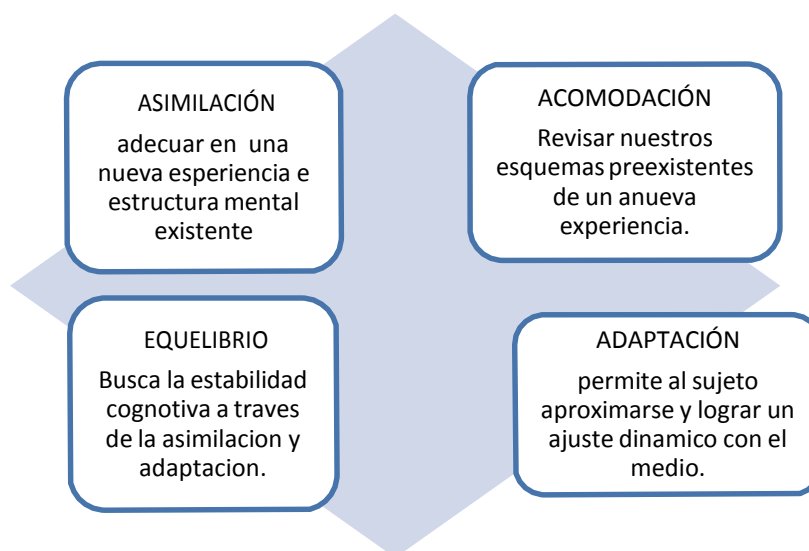 ASIMILACIÓN
adecuar en una
nueva esperiencia e
estructura mental
existente
ACOMODACIÓN
Revisar nuestros
esquemas preexistentes
de un anueva
experiencia.
EQUELIBRIO
Busca la estabilidad
cognotiva a traves
de la asimilacion y
adaptacion.
ADAPTACIÓN
permite al sujeto
aproximarse y lograr un
ajuste dinamico con el
medio.